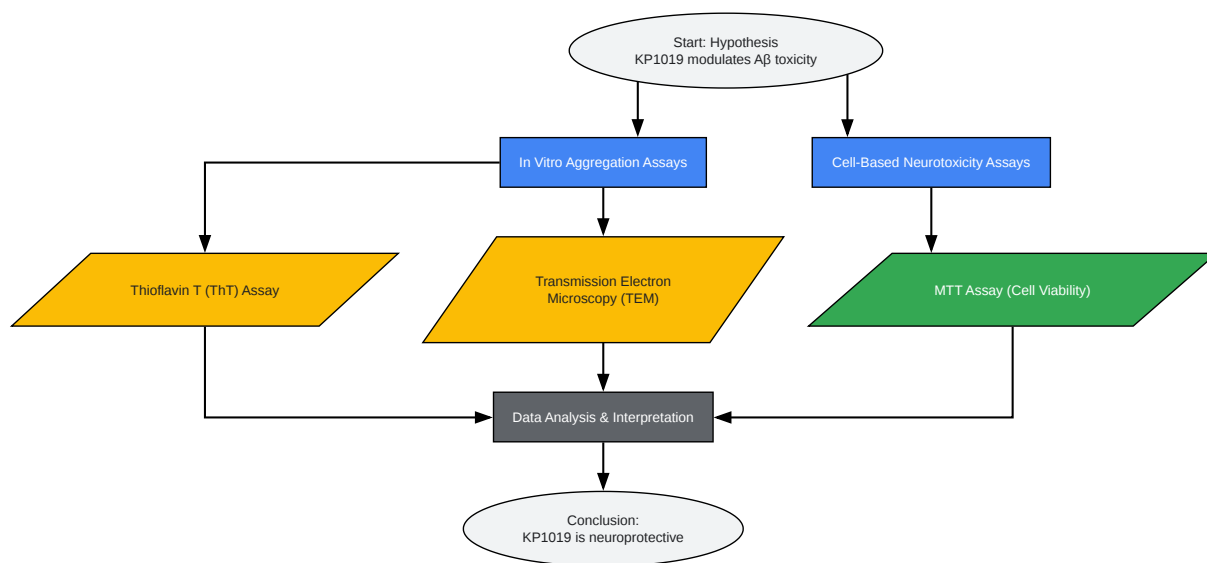 Start: Hypothesis
KP1019 modulates Aβ toxicity
In Vitro Aggregation Assays
Cell-Based Neurotoxicity Assays
Thioflavin T (ThT) Assay
Transmission Electron
Microscopy (TEM)
MTT Assay (Cell Viability)
Data Analysis & Interpretation
Conclusion:
KP1019 is neuroprotective